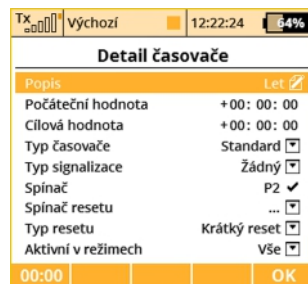 Tx Výchozí 12:22:24 64%
Detail časovače
Popis Let
Počáteční hodnota +00: 00: 00
Cílová hodnota +00: 00: 00
Typ časovače Standard
Typ signalizace Žádný
Spínač P2
Spínač resetu ...
Typ resetu Krátký reset
Aktivní v režimech Vše
00:00 OK